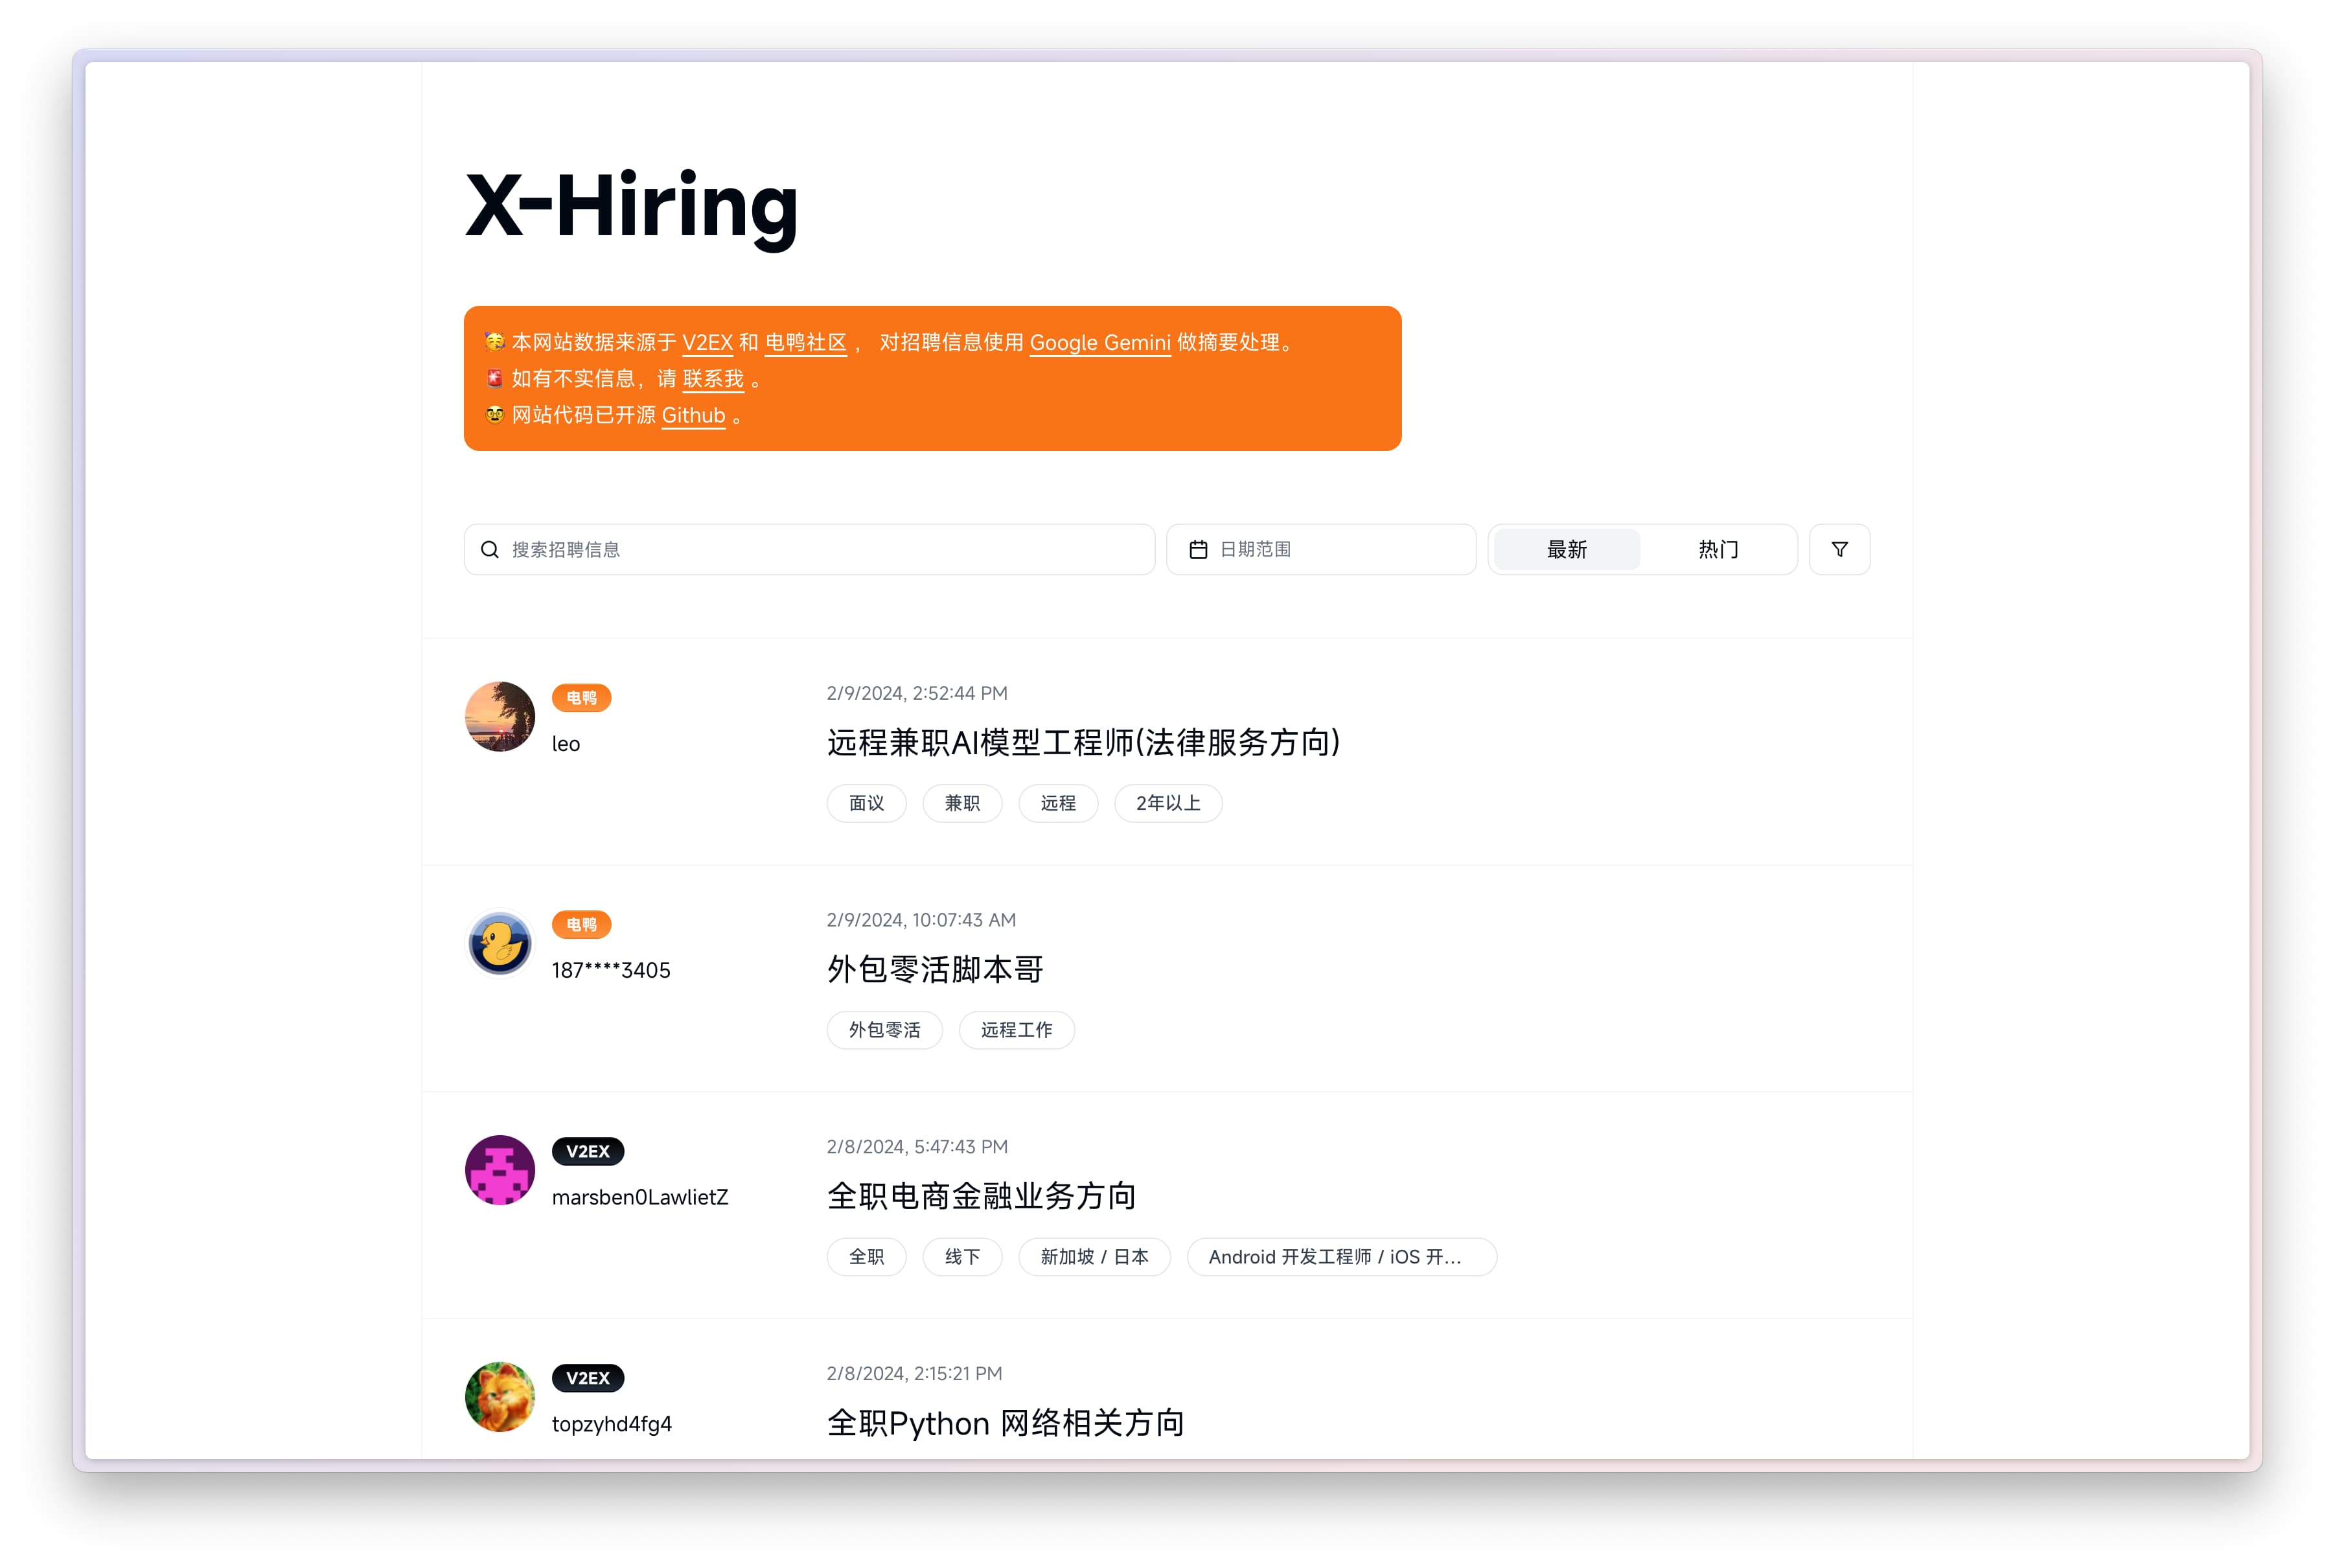 X-Hiring
🥳 本网站数据来源于 V2EX 和 电鸭社区 ， 对招聘信息使用 Google Gemini 做摘要处理。
🚨 如有不实信息，请 联系我 。
🥸 网站代码已开源 Github 。
搜索招聘信息 日期范围 最新 热门
电鸭
leo
2/9/2024, 2:52:44 PM
远程兼职AI模型工程师(法律服务方向)
面议 兼职 远程 2年以上
电鸭
187****3405
2/9/2024, 10:07:43 AM
外包零活脚本哥
外包零活 远程工作
V2EX
marsben0LawlietZ
2/8/2024, 5:47:43 PM
全职电商金融业务方向
全职 线下 新加坡 / 日本 Android 开发工程师 / iOS 开...
V2EX
topzyhd4fg4
2/8/2024, 2:15:21 PM
全职Python 网络相关方向